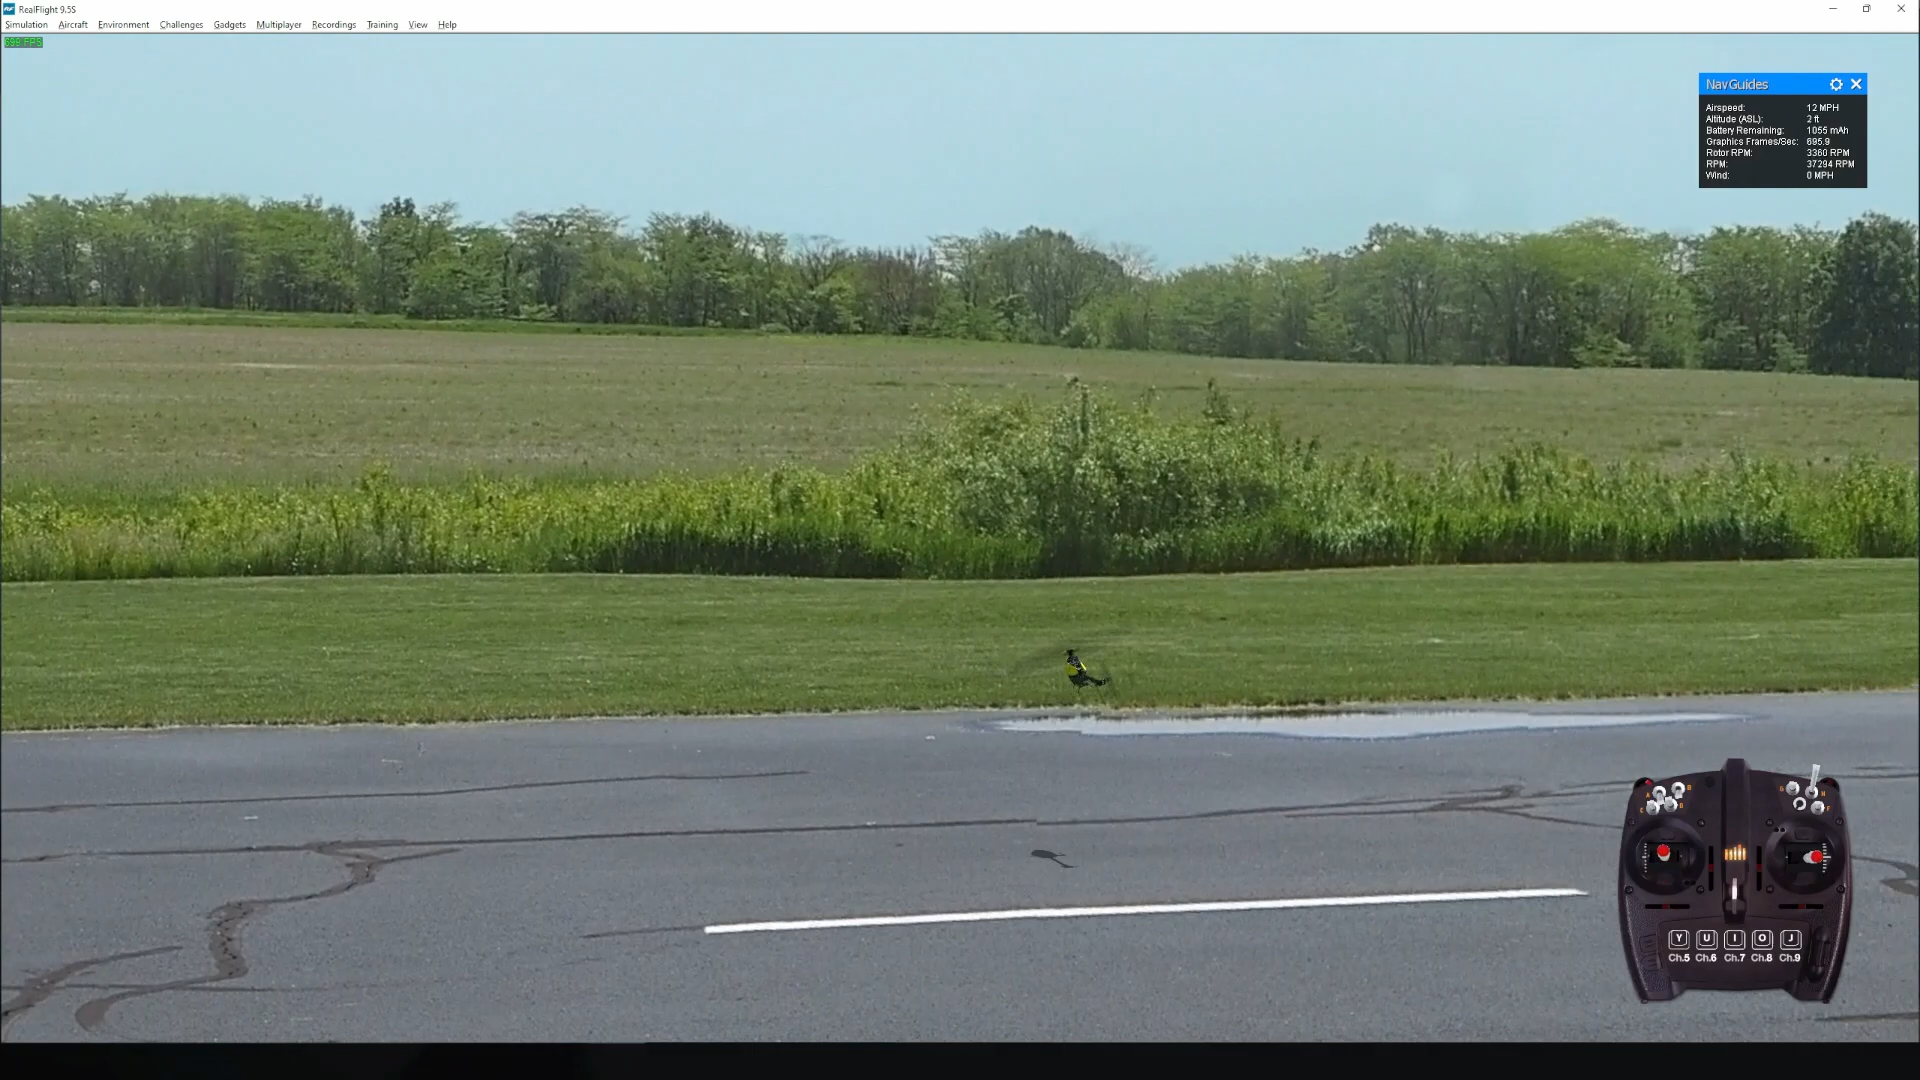 RealFlight 9.5S
Simulation Aircraft Environment Challenges Gadgets Multiplayer Recordings Training View Help
699 FPS
NavGuides
Airspeed: 12 MPH
Altitude (ASL): 2 ft
Battery Remaining: 1055 mAh
Graphics Frames/Sec: 695.9
Rotor RPM: 3360 RPM
RPM: 37294 RPM
Wind: 0 MPH
Y U I O J
Ch.5 Ch.6 Ch.7 Ch.8 Ch.9